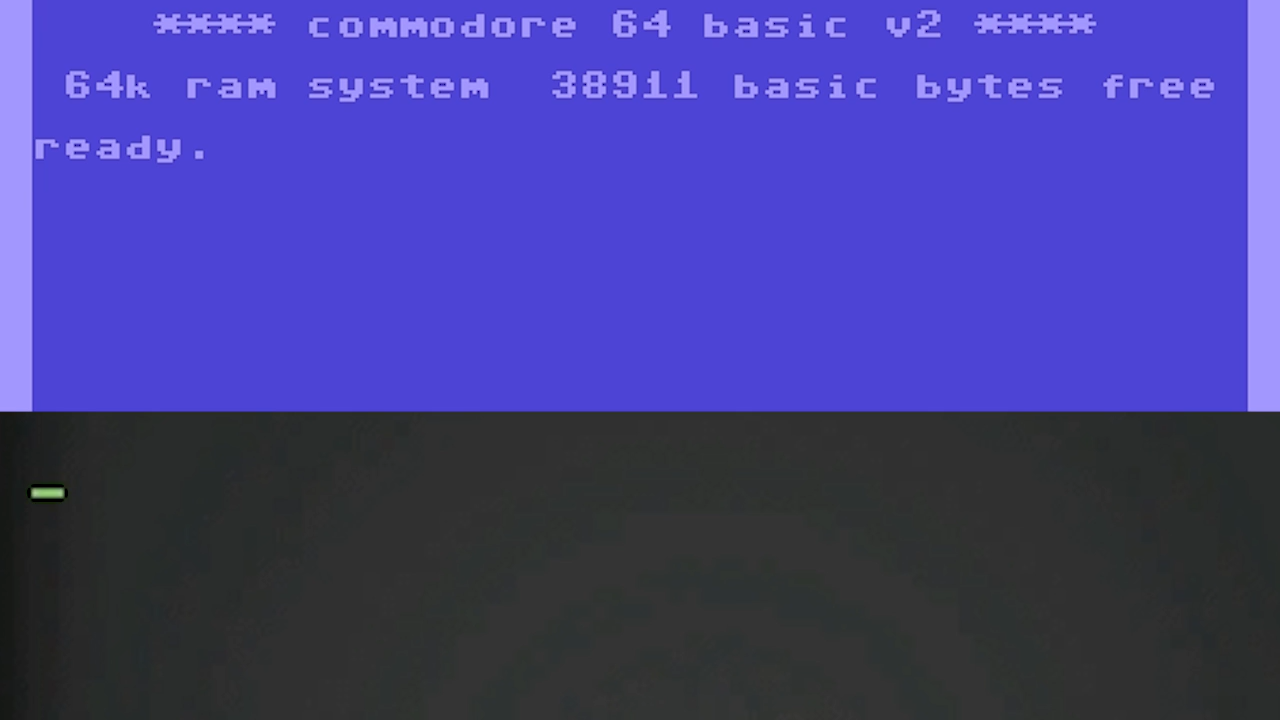 **** commodore 64 basic v2 ****
64k ram system  38911 basic bytes free
ready.